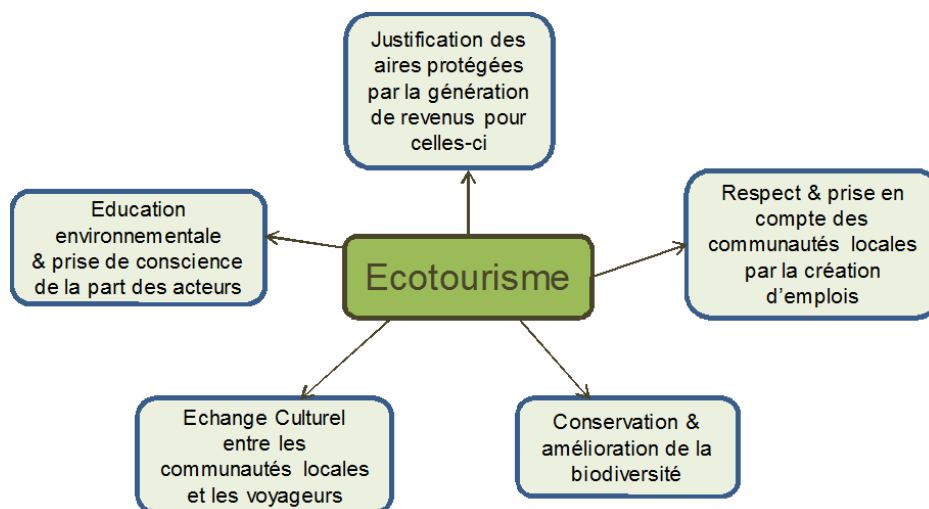 Justification des
aires protégées
par la génération
de revenus pour
celles-ci
Education
environnementale
& prise de conscience
de la part des acteurs
Respect & prise en
compte des
communautés locales
par la création
d’emplois
Ecotourisme
Echange Culturel
entre les
communautés locales
et les voyageurs
Conservation &
amélioration de la
biodiversité